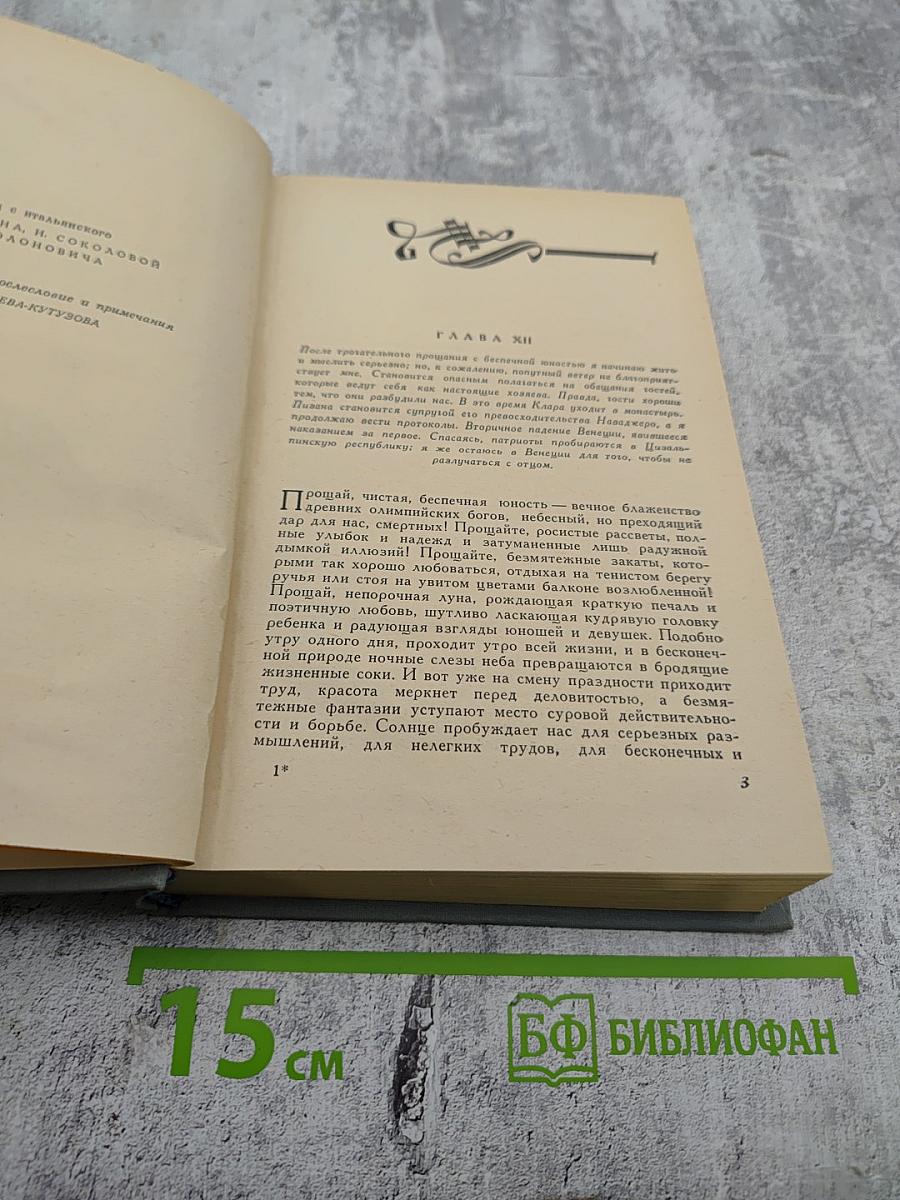 с итальянского
НА, И. СОКОЛОВОЙ
ОЛОНОВИЧА
ослесловие и примечания
ЕВА-КУТУЗОВА
ГЛАВА XII
После трогательного прощания с беспечной юностью я начинаю жить
и мыслить серьезно; но, к сожалению, попутный ветер не благоприят-
ствует мне. Становится опасным полагаться на обещания гостей,
которые ведут себя как настоящие хозяева. Правда, гости хороши
тем, что они разбудили нас. В это время Клара уходит в монастырь.
Пизана становится супругой его превосходительства Наваджеро, а я
продолжаю вести протоколы. Вторичное падение Венеции, явившееся
наказанием за первое. Спасаясь, патриоты пробираются в Цизаль-
пинскую республику; я же остаюсь в Венеции для того, чтобы не
разлучаться с отцом.
Прощай, чистая, беспечная юность — вечное блаженство
древних олимпийских богов, небесный, но преходящий
дар для нас, смертных! Прощайте, росистые рассветы, пол-
ные улыбок и надежд и затуманенные лишь радужной
дымкой иллюзий! Прощайте, безмятежные закаты, кото-
рыми так хорошо любоваться, отдыхая на тенистом берегу
ручья или стоя на увитом цветами балконе возлюбленной!
Прощай, непорочная луна, рождающая краткую печаль и
поэтичную любовь, шутливо ласкающая кудрявую головку
ребенка и радующая взгляды юношей и девушек. Подобно
утру одного дня, проходит утро всей жизни, и в бесконеч-
ной природе ночные слезы неба превращаются в бродящие
жизненные соки. И вот уже на смену праздности приходит
труд, красота меркнет перед деловитостью, а безмя-
тежные фантазии уступают место суровой действительно-
сти и борьбе. Солнце пробуждает нас для серьезных раз-
мышлений, для нелегких трудов, для бесконечных и
1*
3
15 см
БФ БИБЛИОФАН